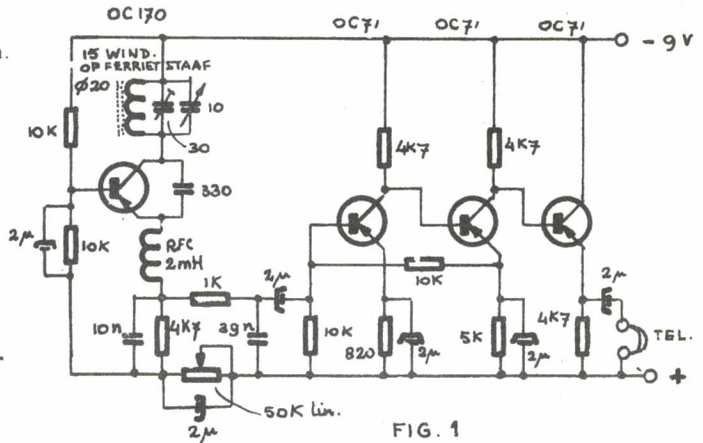 OC170
OC71
OC71
OC71
- 9V
15 WIND.
OP FERRIET STAAF
Ø20
10
30
10K
4K7
4K7
330
2µ
10K
RFC
2mH
1K
2µ
10K
10n
4K7
39n
10K
820
2µ
5K
2µ
4K7
2µ
TEL.
+
50K lin.
2µ
FIG. 1